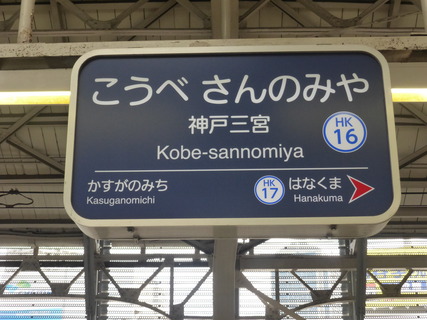 こうべ さんのみや
神戸三宮
HK
16
Kobe-sannomiya
かすがのみち
Kasuganomichi
HK
17
はなくま
Hanakuma